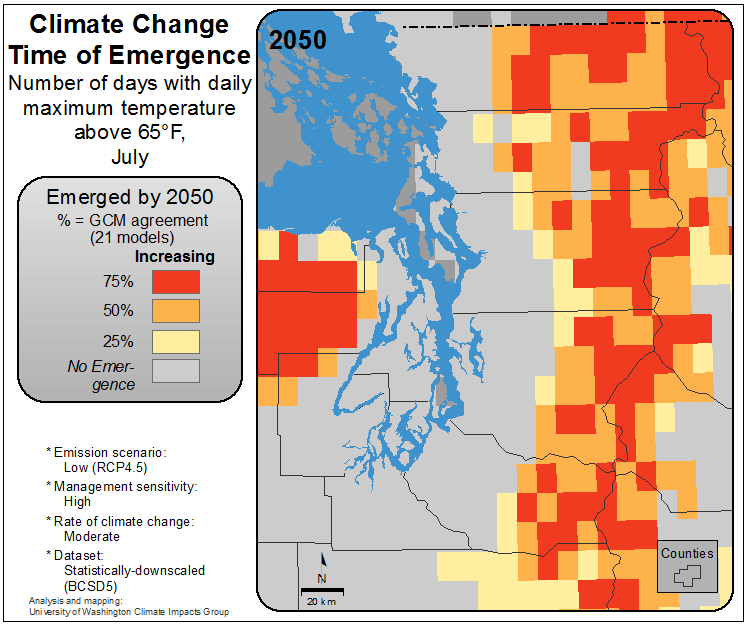 Climate Change
Time of Emergence
Number of days with daily
maximum temperature
above 65°F,
July
Emerged by 2050
% = GCM agreement
(21 models)
Increasing
75%
50%
25%
No Emer-
gence
* Emission scenario:
Low (RCP4.5)
* Management sensitivity:
High
* Rate of climate change:
Moderate
* Dataset:
Statistically-downscaled
(BCSD5)
Analysis and mapping:
University of Washington Climate Impacts Group
2050
N
20 km
Counties